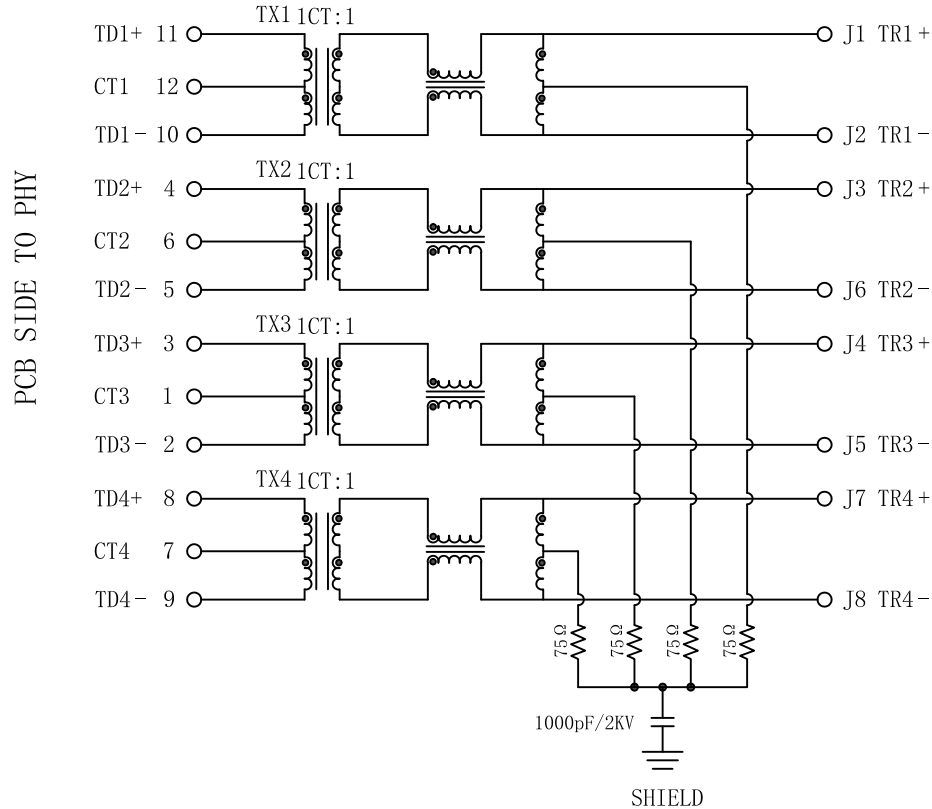 PCB SIDE TO PHY
TX1 1CT:1
TD1+ 11
J1 TR1+
CT1 12
TD1- 10
J2 TR1-
TX2 1CT:1
TD2+ 4
J3 TR2+
CT2 6
TD2- 5
J6 TR2-
TX3 1CT:1
TD3+ 3
J4 TR3+
CT3 1
TD3- 2
J5 TR3-
TX4 1CT:1
TD4+ 8
J7 TR4+
CT4 7
TD4- 9
J8 TR4-
75Ω 75Ω 75Ω 75Ω
1000pF/2KV
SHIELD